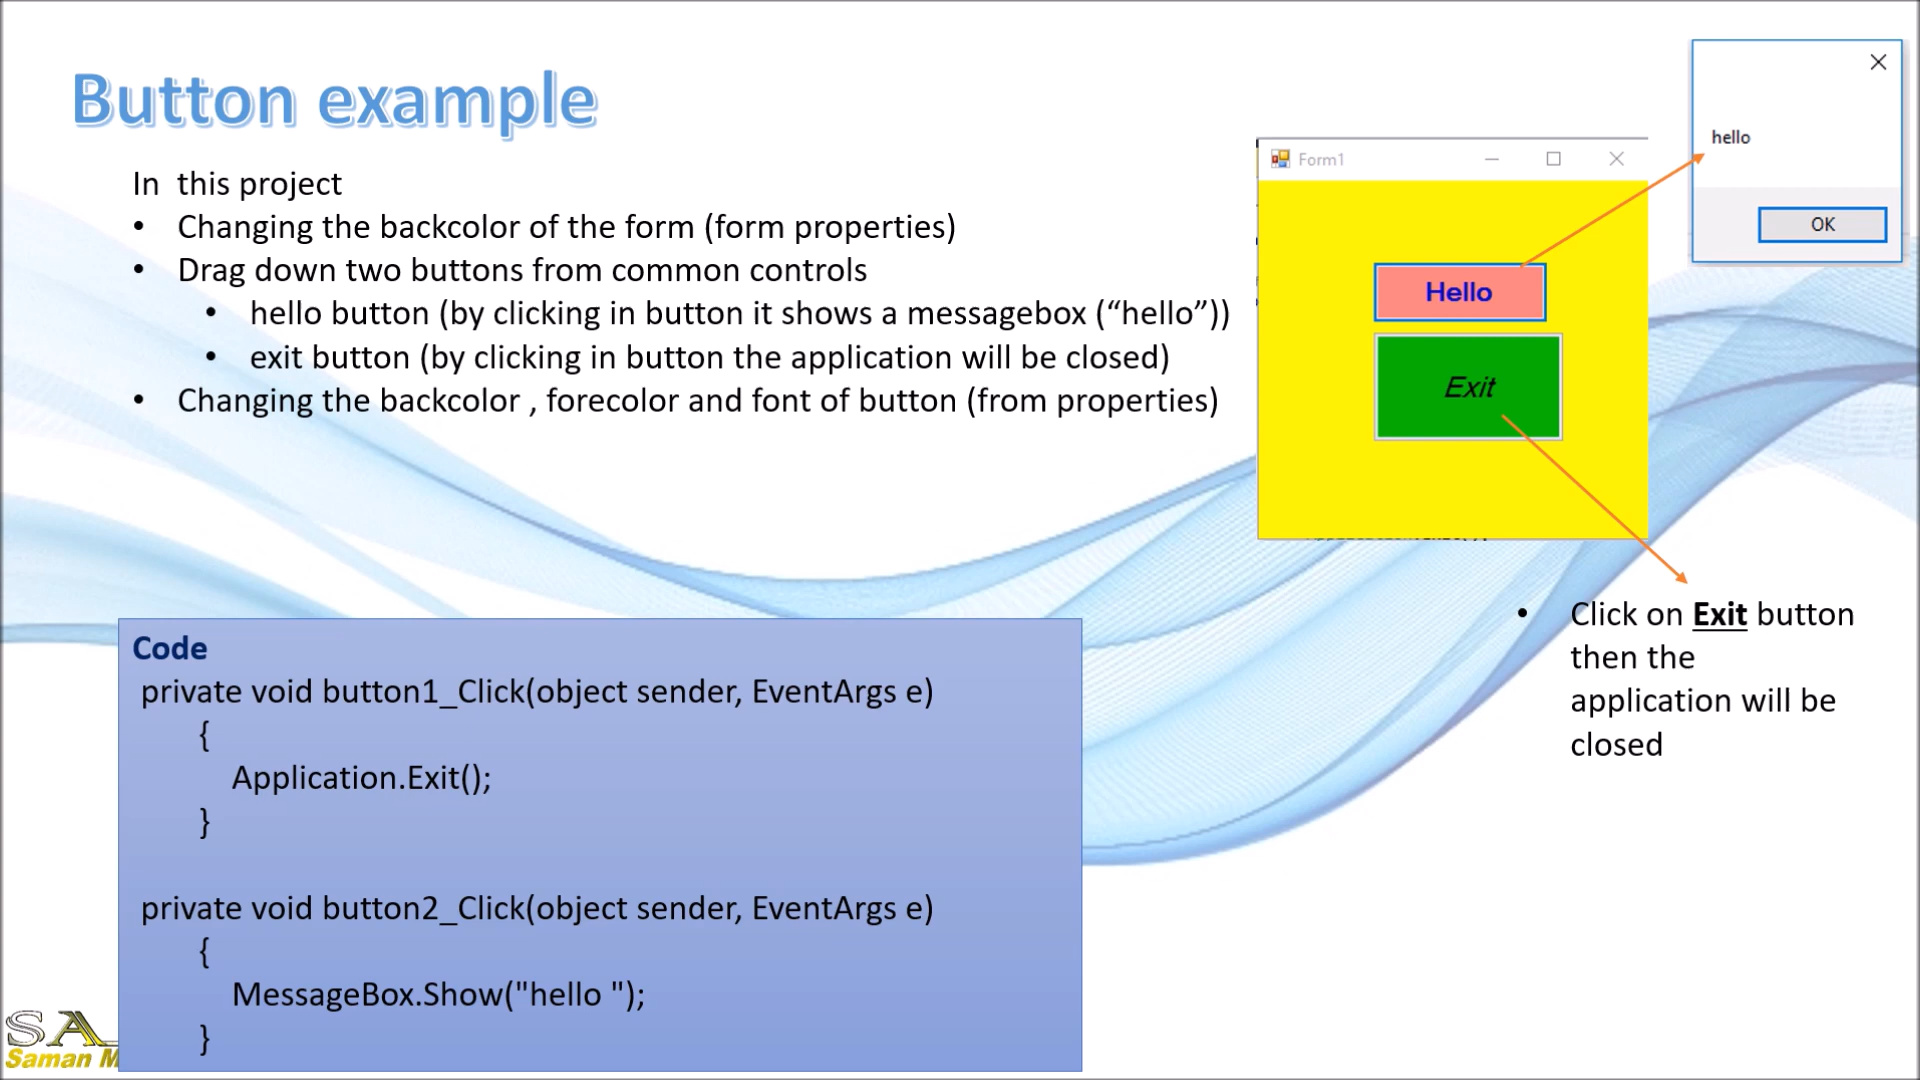 Button example
In  this project
• Changing the backcolor of the form (form properties)
• Drag down two buttons from common controls
• hello button (by clicking in button it shows a messagebox (“hello”))
• exit button (by clicking in button the application will be closed)
• Changing the backcolor , forecolor and font of button (from properties)
Form1
Hello
Exit
hello
OK
• Click on Exit button
then the
application will be
closed
Code
private void button1_Click(object sender, EventArgs e)
{
Application.Exit();
}
private void button2_Click(object sender, EventArgs e)
{
MessageBox.Show("hello ");
}
SA
Saman M